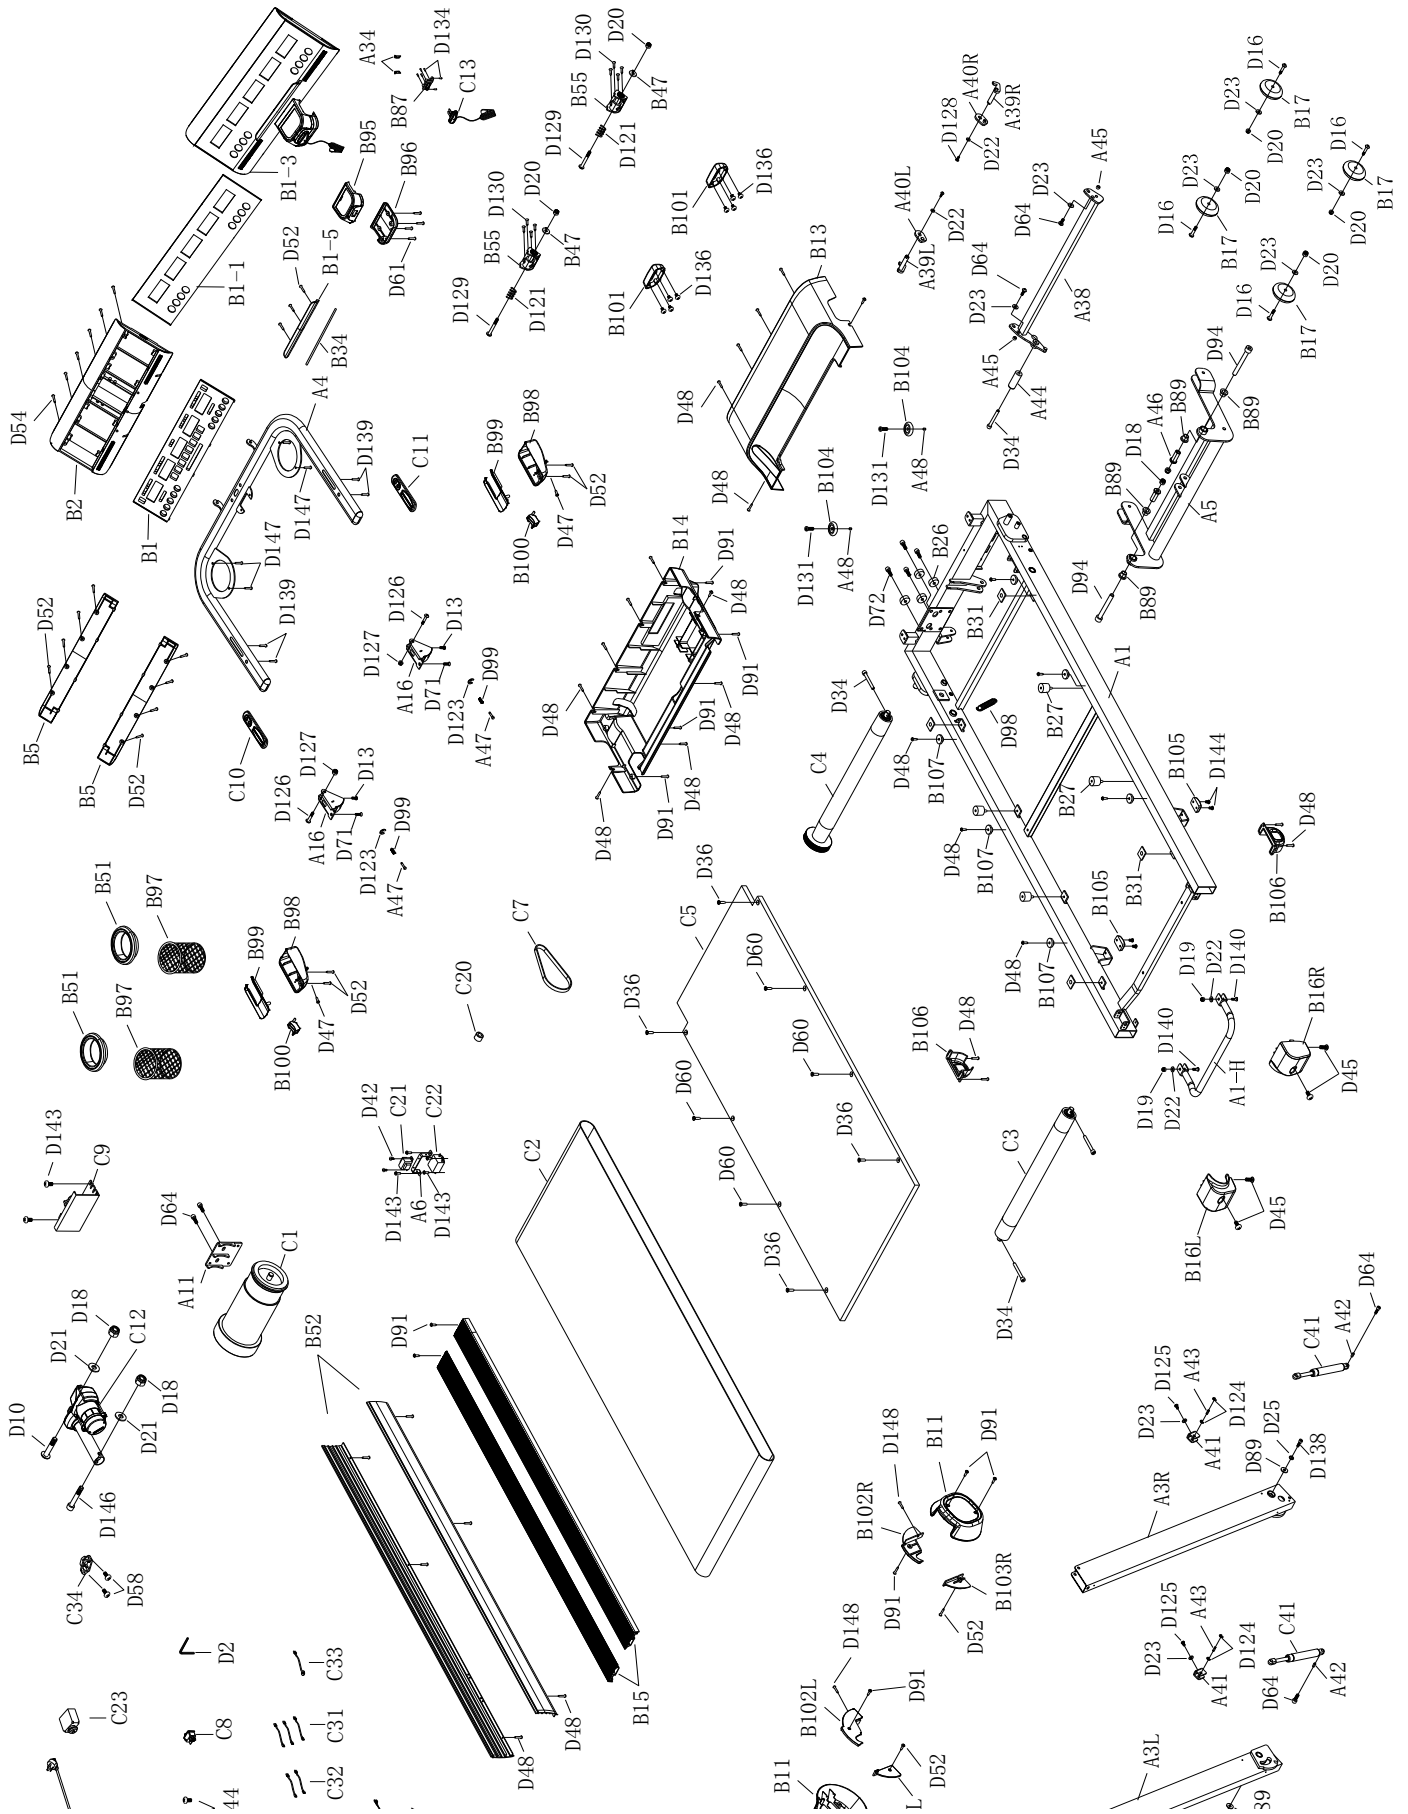 C23
D10
D54
B5
D52
D143
D21
D18
C34
D146
C12
C9
B51
B2
B5
D52
D58
D18
D21
A11
D64
B51
B97
B97
B1
D2
C8
44
C10
D147
B1-1
B1-3
C1
B100
B99
B98
D126
D127
D147
D139
D139
D52
B1-5
C33
C31
C32
B52
D47
D52
A16
D71
D13
A4
B34
B95
A34
D91
D42
C21
D123
D99
A47
D127
D126
C11
D61
B96
B87
D134
D143
A6
C22
D143
A16
D71
D13
D129
C13
C20
D123
D99
A47
B100
B99
B98
B55
D130
D20
D48
D48
B15
C2
C7
D47
D52
D121
B47
D129
B55
D130
D20
D48
D48
B101
D121
B47
D36
D91
D48
B14
D136
B101
D60
C5
D36
D91
D48
D91
D48
D91
D136
D60
D60
D48
D48
D36
D60
B13
B11
B102L
D148
D36
C4
D34
D131
B104
A48
L
D52
D91
D91
B102R
D148
B11
D91
D131
B104
A48
B106
D48
D48
B107
D72
B26
A39L
A40L
D22
D128
A40R
D52
B103R
D34
C3
D48
B107
D98
B31
D22
A39R
D64
D23
D64
D23
A45
D48
B107
B27
B27
A45
A44
D34
A38
A3L
A3R
D19
D22
D140
A1-H
B105
B31
A1
D94
B89
B89
D18
A46
B89
B89
D94
A5
D23
D125
A41
A43
D124
D23
D125
A41
A43
D124
B16L
D45
D140
D19
D22
B105
D144
D16
B17
D23
D20
D16
B17
D23
D20
D89
D25
D138
D64
C41
A42
C41
A42
D64
B16R
D45
B106
D48
B17
D16
D23
D20
B17
D16
D23
D20